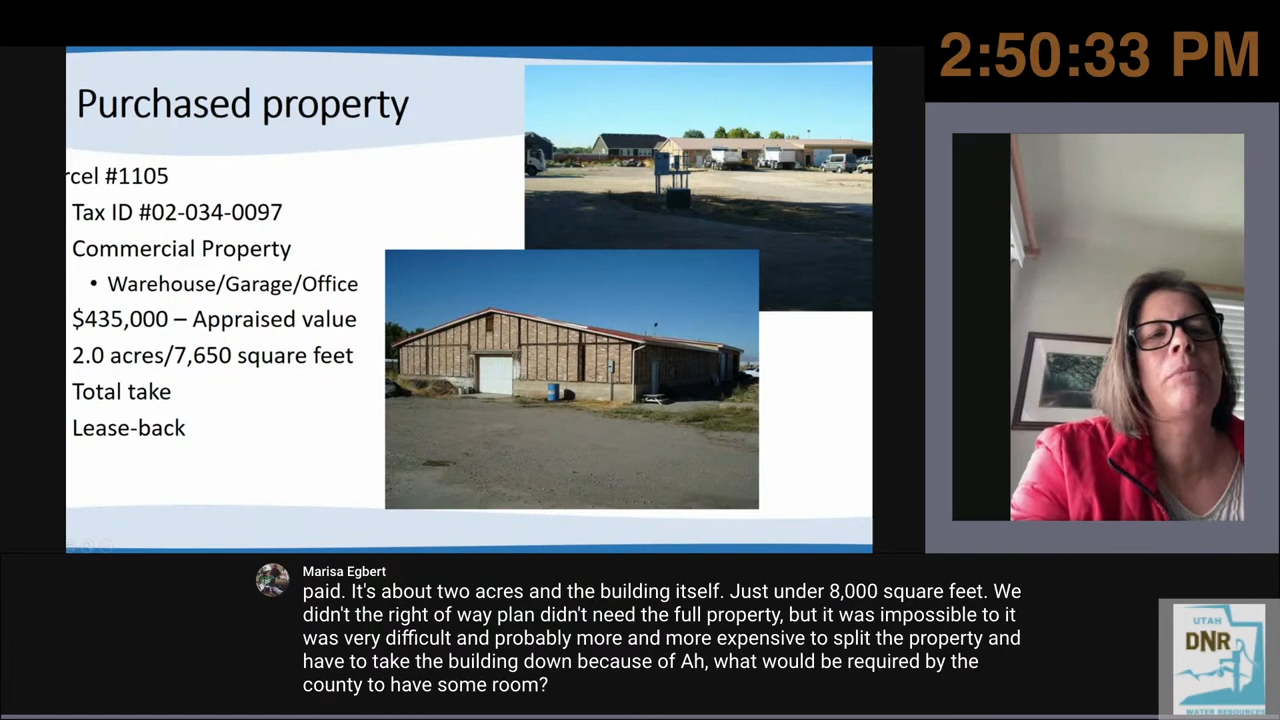 2:50:33 PM
Purchased property
rcel #1105
Tax ID #02-034-0097
Commercial Property
• Warehouse/Garage/Office
$435,000 – Appraised value
2.0 acres/7,650 square feet
Total take
Lease-back
Marisa Egbert
paid. It's about two acres and the building itself. Just under 8,000 square feet. We
didn't the right of way plan didn't need the full property, but it was impossible to it
was very difficult and probably more and more expensive to split the property and
have to take the building down because of Ah, what would be required by the
county to have some room?
UTAH
DNR
WATER RESOURCES